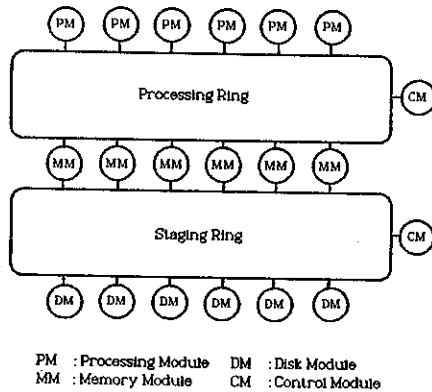 PM PM PM PM PM PM
Processing Ring
CM
MM MM MM MM MM MM
Staging Ring
CM
DM DM DM DM DM DM
PM : Processing Module DM : Disk Module
MM : Memory Module CM : Control Module